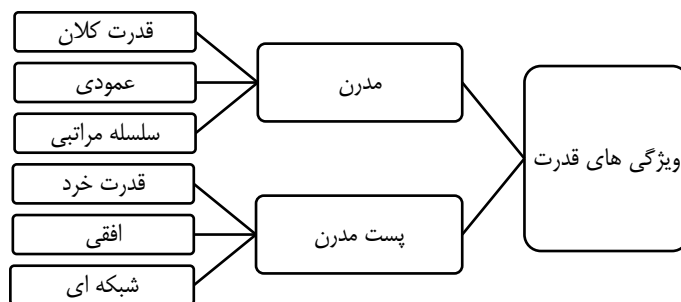 ویژگی های قدرت
مدرن
قدرت کلان
عمودی
سلسله مراتبی
پست مدرن
قدرت خرد
افقی
شبکه ای